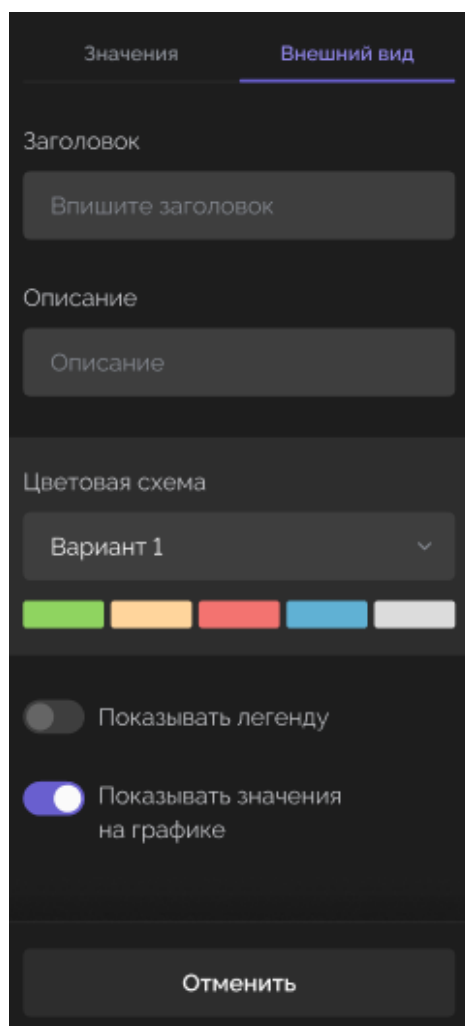 Значения
Внешний вид
Заголовок
Впишите заголовок
Описание
Описание
Цветовая схема
Вариант 1
Показывать легенду
Показывать значения
на графике
Отменить